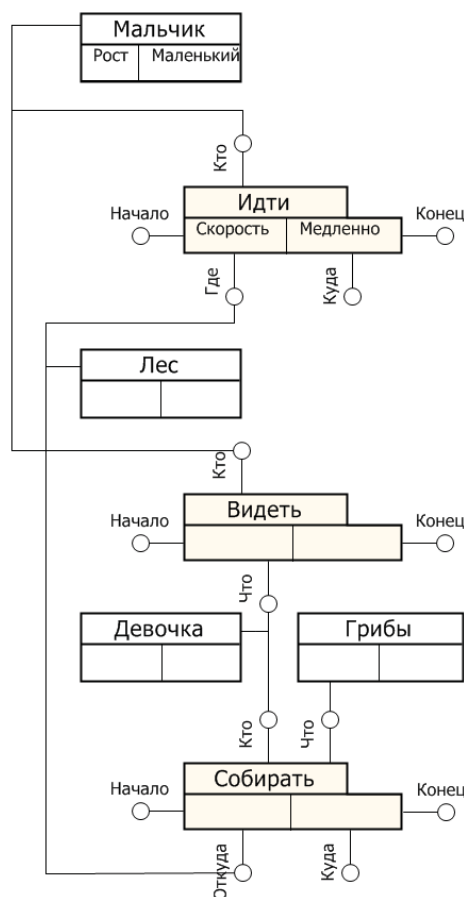 Мальчик
Рост Маленький
Кто
Идти
Начало
Конец
Скорость Медленно
Где
Куда
Лес
Кто
Видеть
Начало
Конец
Что
Девочка
Грибы
Кто
Что
Собирать
Начало
Конец
Откуда
Куда